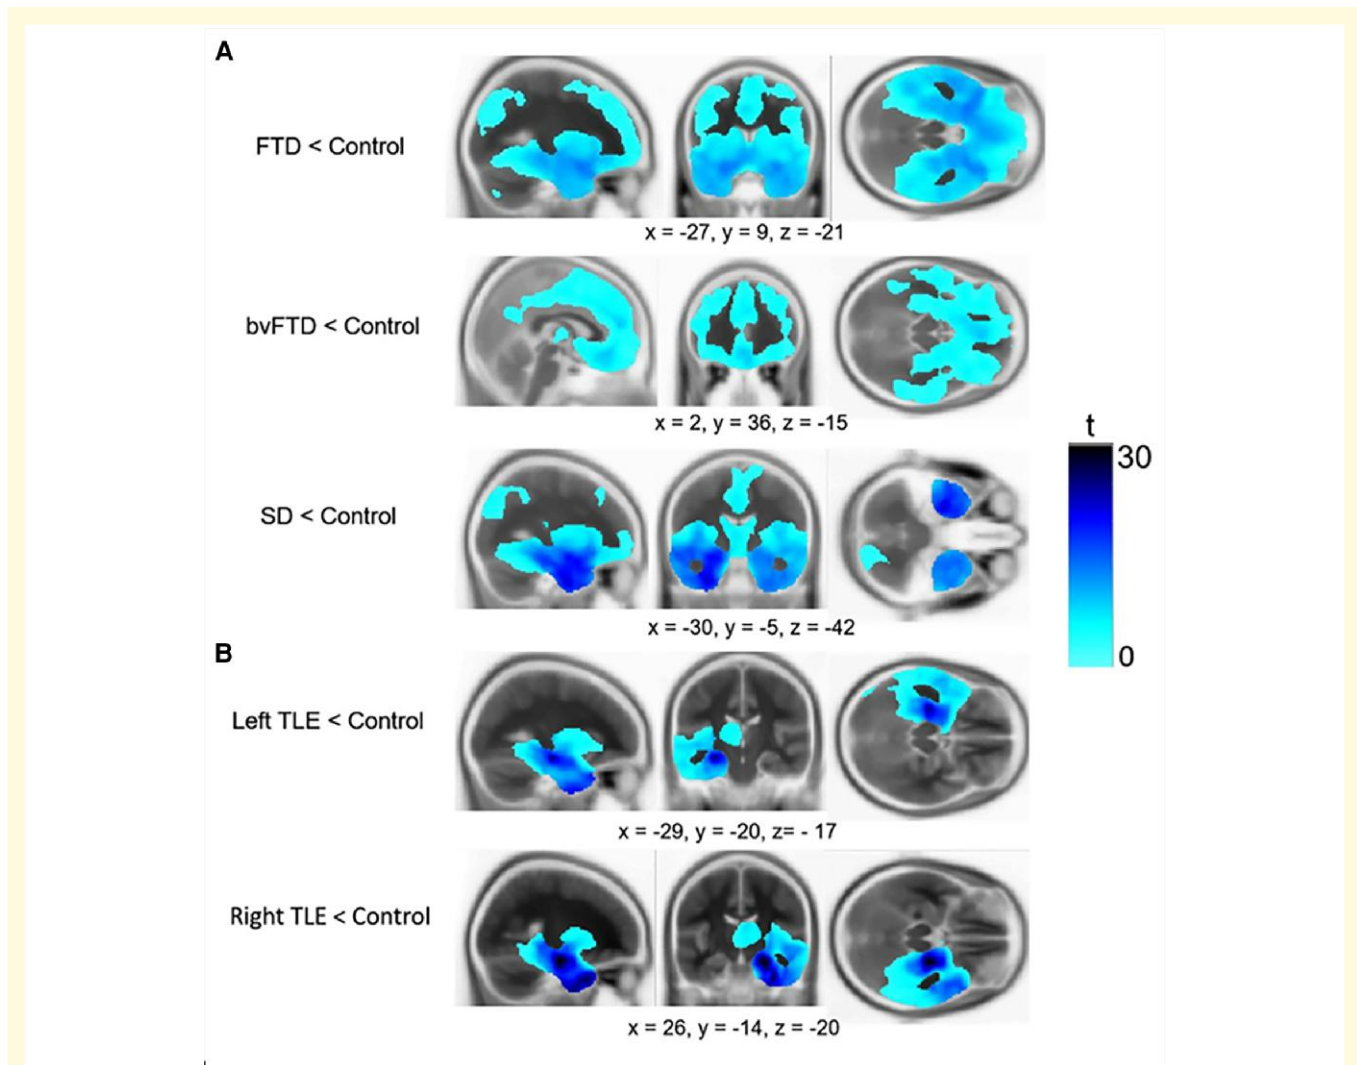 A
FTD < Control
x = -27, y = 9, z = -21
bvFTD < Control
x = 2, y = 36, z = -15
t
30
SD < Control
x = -30, y = -5, z = -42
0
B
Left TLE < Control
x = -29, y = -20, z= - 17
Right TLE < Control
x = 26, y = -14, z = -20